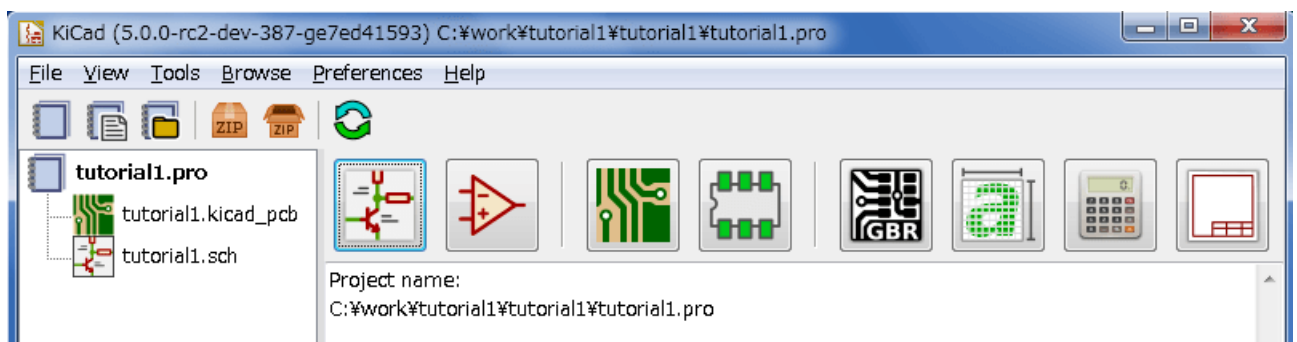 KiCad (5.0.0-rc2-dev-387-ge7ed41593) C:¥work¥tutorial1¥tutorial1¥tutorial1.pro
File View Tools Browse Preferences Help
ZIP ZIP
tutorial1.pro
tutorial1.kicad_pcb
tutorial1.sch
GBR a 0.
Project name:
C:¥work¥tutorial1¥tutorial1¥tutorial1.pro